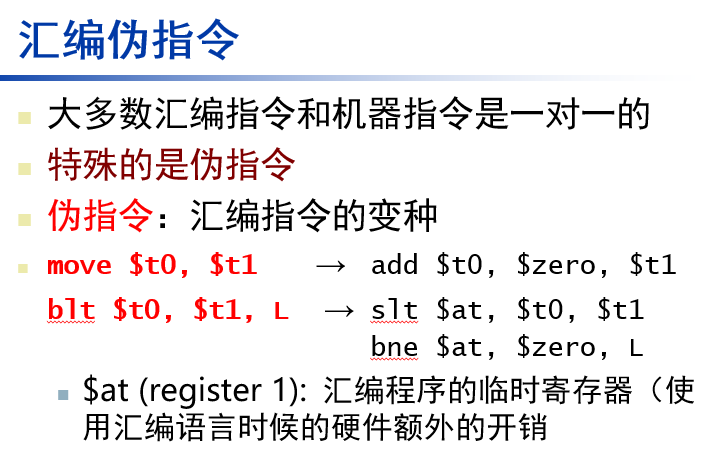 汇编伪指令
大多数汇编指令和机器指令是一对一的
特殊的是伪指令
伪指令：汇编指令的变种
move $t0, $t1 → add $t0, $zero, $t1
blt $t0, $t1, L → slt $at, $t0, $t1
bne $at, $zero, L
$at (register 1): 汇编程序的临时寄存器（使
用汇编语言时候的硬件额外的开销